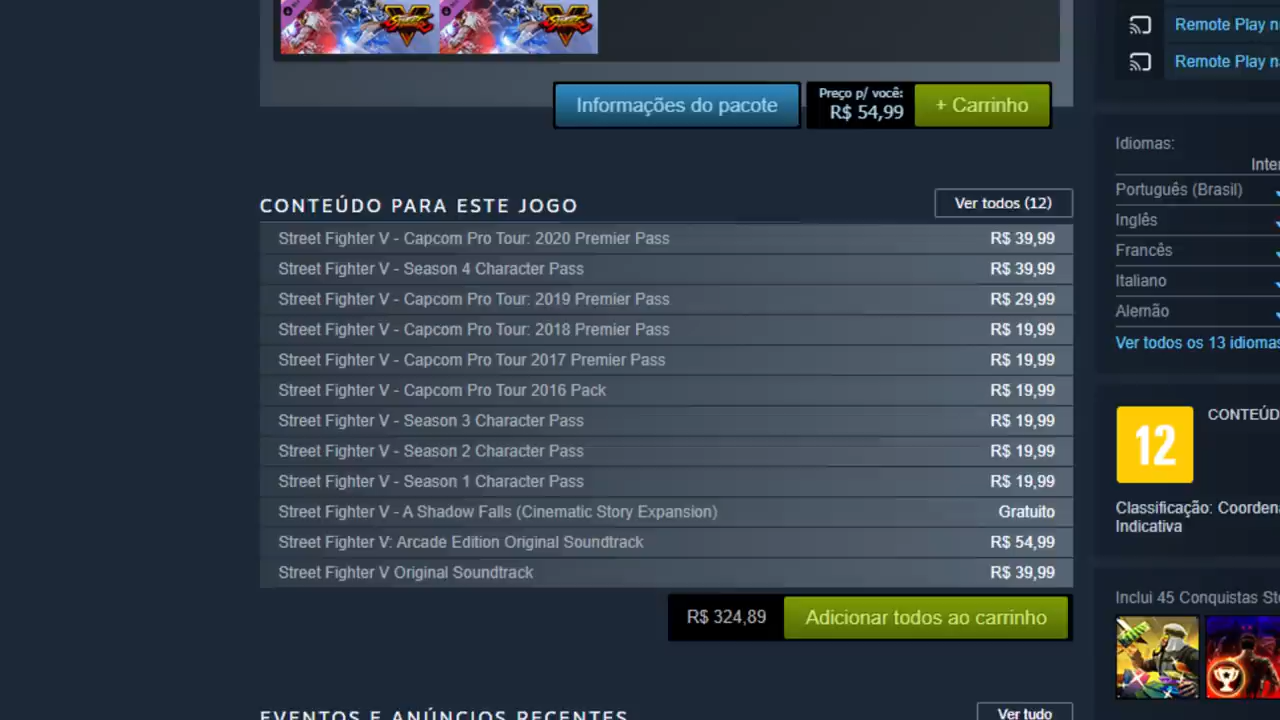 Informações do pacote
Preço p/ você:
R$ 54,99
+ Carrinho
CONTEÚDO PARA ESTE JOGO
Ver todos (12)
Street Fighter V - Capcom Pro Tour: 2020 Premier Pass R$ 39,99
Street Fighter V - Season 4 Character Pass R$ 39,99
Street Fighter V - Capcom Pro Tour: 2019 Premier Pass R$ 29,99
Street Fighter V - Capcom Pro Tour: 2018 Premier Pass R$ 19,99
Street Fighter V - Capcom Pro Tour 2017 Premier Pass R$ 19,99
Street Fighter V - Capcom Pro Tour 2016 Pack R$ 19,99
Street Fighter V - Season 3 Character Pass R$ 19,99
Street Fighter V - Season 2 Character Pass R$ 19,99
Street Fighter V - Season 1 Character Pass R$ 19,99
Street Fighter V - A Shadow Falls (Cinematic Story Expansion) Gratuito
Street Fighter V: Arcade Edition Original Soundtrack R$ 54,99
Street Fighter V Original Soundtrack R$ 39,99
R$ 324,89
Adicionar todos ao carrinho
EVENTOS E ANÚNCIOS RECENTES
Ver tudo
Remote Play n
Remote Play n
Idiomas:
Inter
Português (Brasil)
Inglês
Francês
Italiano
Alemão
Ver todos os 13 idiomas
12
CONTEÚD
Classificação: Coordena
Indicativa
Inclui 45 Conquistas St